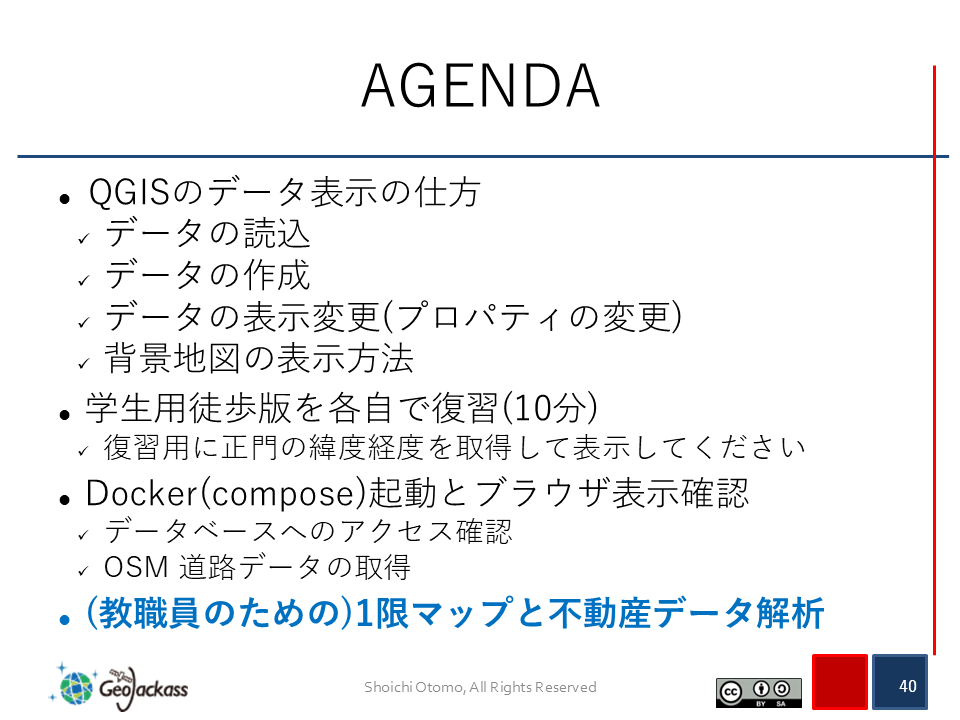 AGENDA
● QGISのデータ表示の仕方
✓ データの読込
✓ データの作成
✓ データの表示変更(プロパティの変更)
✓ 背景地図の表示方法
● 学生用徒歩版を各自で復習(10分)
✓ 復習用に正門の緯度経度を取得して表示してください
● Docker(compose)起動とブラウザ表示確認
✓ データベースへのアクセス確認
✓ OSM 道路データの取得
● (教職員のための)1限マップと不動産データ解析
GeoJackass
Shoichi Otomo, All Rights Reserved
cc BY SA
40